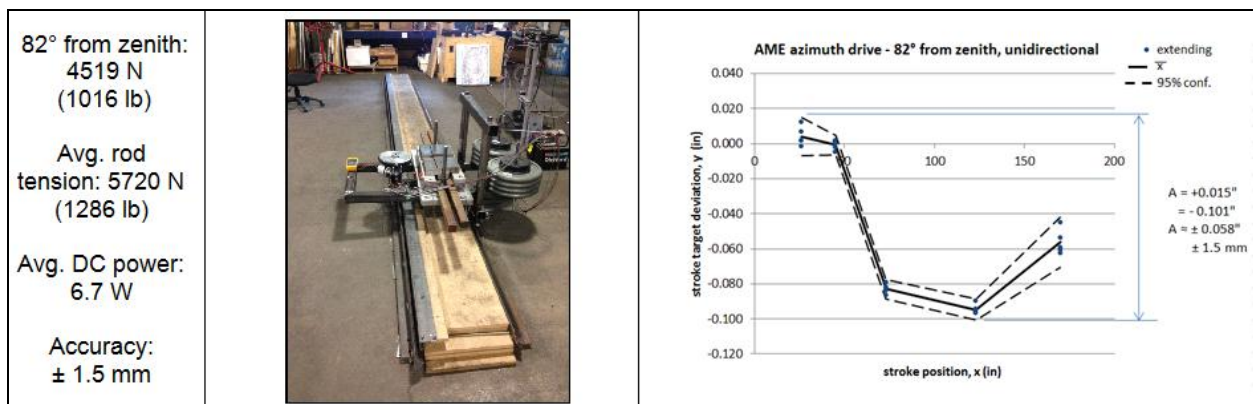 82° from zenith:
4519 N
(1016 lb)
Avg. rod
tension: 5720 N
(1286 lb)
Avg. DC power:
6.7 W
Accuracy:
± 1.5 mm
AME azimuth drive - 82° from zenith, unidirectional
extending
x̅
95% conf.
stroke target deviation, y (in)
0.040
0.020
0.000
-0.020
-0.040
-0.060
-0.080
-0.100
-0.120
0
50
100
150
200
stroke position, x (in)
A = +0.015"
= - 0.101"
A = ± 0.058"
± 1.5 mm